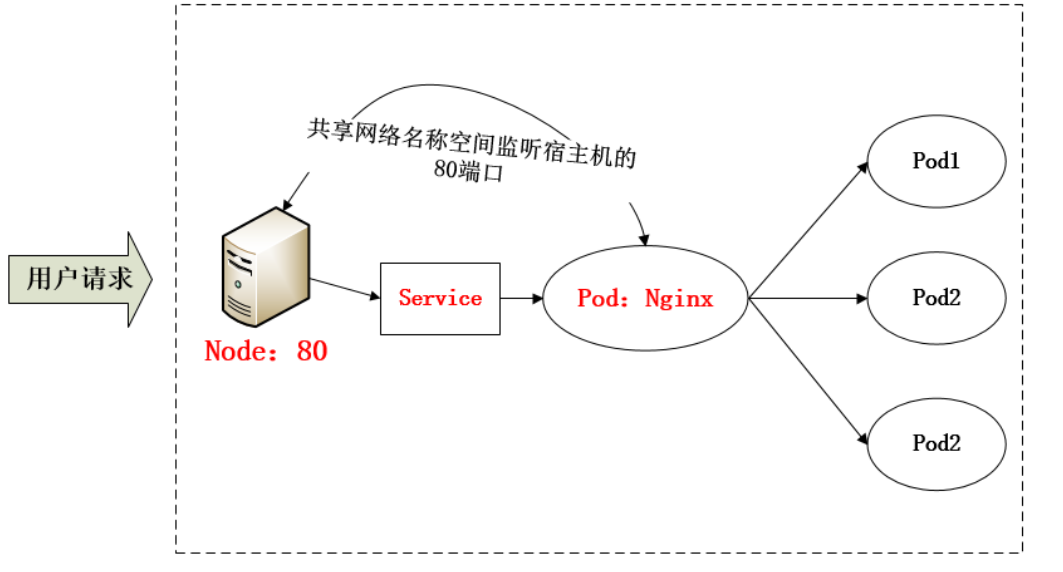 共享网络名称空间监听宿主机的
80端口
用户请求
Node：80
Service
Pod：Nginx
Pod1
Pod2
Pod2